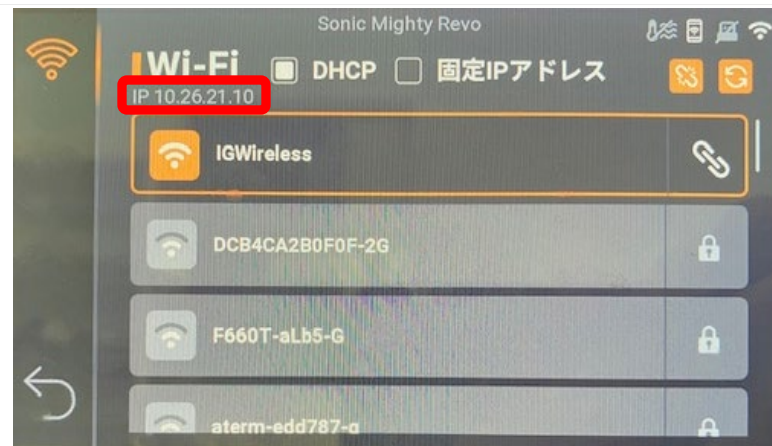 Sonic Mighty Revo
Wi-Fi DHCP 固定IPアドレス
IP 10.26.21.10
IGWireless
DCB4CA2B0F0F-2G
F660T-aLb5-G
aterm-edd787-g